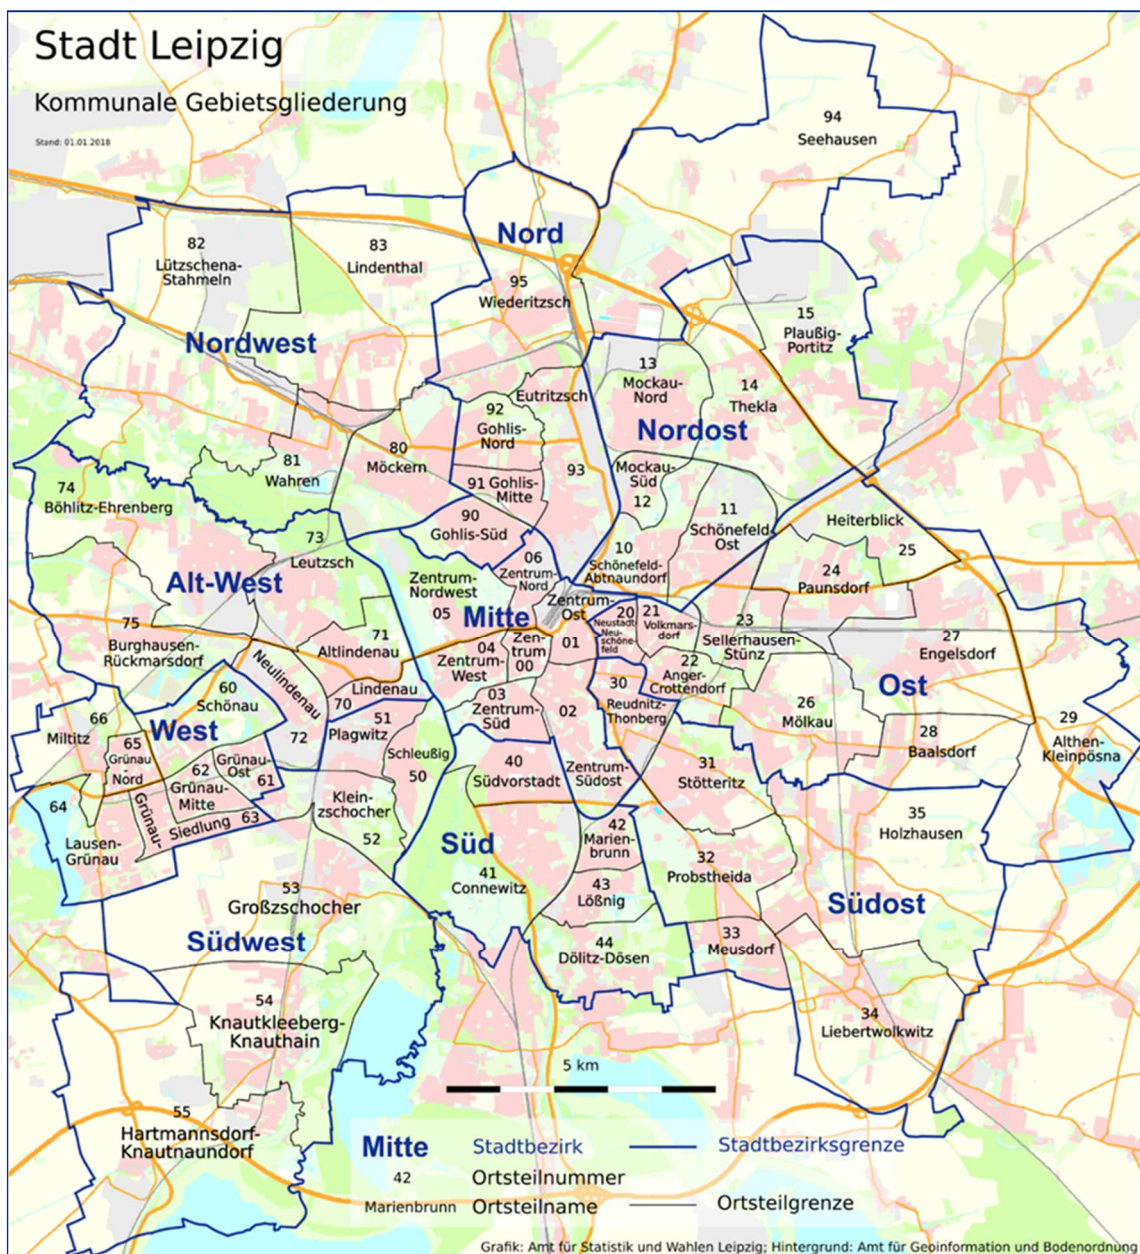 Stadt Leipzig
Kommunale Gebietsgliederung
Stand: 01.01.2018
94
Seehausen
Nord
82
Lützschena-
Stahmeln
83
Lindenthal
95
Wiederitzsch
15
Plaußig-
Portitz
Nordwest
13
Mockau-
Nord
14
Thekla
Eutritzsch
92
Gohlis-
Nord
Nordost
80
Möckern
93
81
Wahren
91 Gohlis-
Mitte
Mockau-
Süd
12
74
Böhlitz-Ehrenberg
90
Gohlis-Süd
11
Schönefeld-
Ost
Heiterblick
25
73
Leutzsch
06
Zentrum-
Nord
10
Schönefeld-
Abtnaundorf
24
Paunsdorf
Alt-West
Zentrum-
Nordwest
05
Mitte
Zentrum-
Ost
01
20
Neustadt-
Neu-
schöne
feld
21
Volkmars-
dorf
23
Sellerhausen-
Stünz
75
Burghausen-
Rückmarsdorf
71
Altlindenau
04
Zentrum-
West
Zen-
trum
00
22
Anger-
Crottendorf
27
Engelsdorf
Neulindenau
60
Schönau
Lindenau
70
03
Zentrum-
Süd
02
30
Reudnitz-
Thonberg
Ost
26
Mölkau
66
Miltitz
West
72
51
Plagwitz
28
Baalsdorf
29
Althen-
Kleinpösna
65
Grünau
Nord
62
Grünau-
Mitte
Grünau-
Ost
61
Schleußig
50
40
Südvorstadt
Zentrum-
Südost
31
Stötteritz
64
Lausen-
Grünau
Grünau-
Siedlung 63
Klein-
zschocher
52
Süd
42
Marien-
brunn
35
Holzhausen
41
Connewitz
43
Lößnig
32
Probstheida
53
Großzschocher
Südwest
Südost
44
Dölitz-Dösen
33
Meusdorf
54
Knautkleeberg-
Knauthain
34
Liebertwolkwitz
5 km
55
Hartmannsdorf-
Knautnaundorf
Mitte Stadtbezirk Stadtbezirksgrenze
42 Ortsteilnummer
Marienbrunn Ortsteilname Ortsteilgrenze
Grafik: Amt für Statistik und Wahlen Leipzig; Hintergrund: Amt für Geoinformation und Bodenordnung